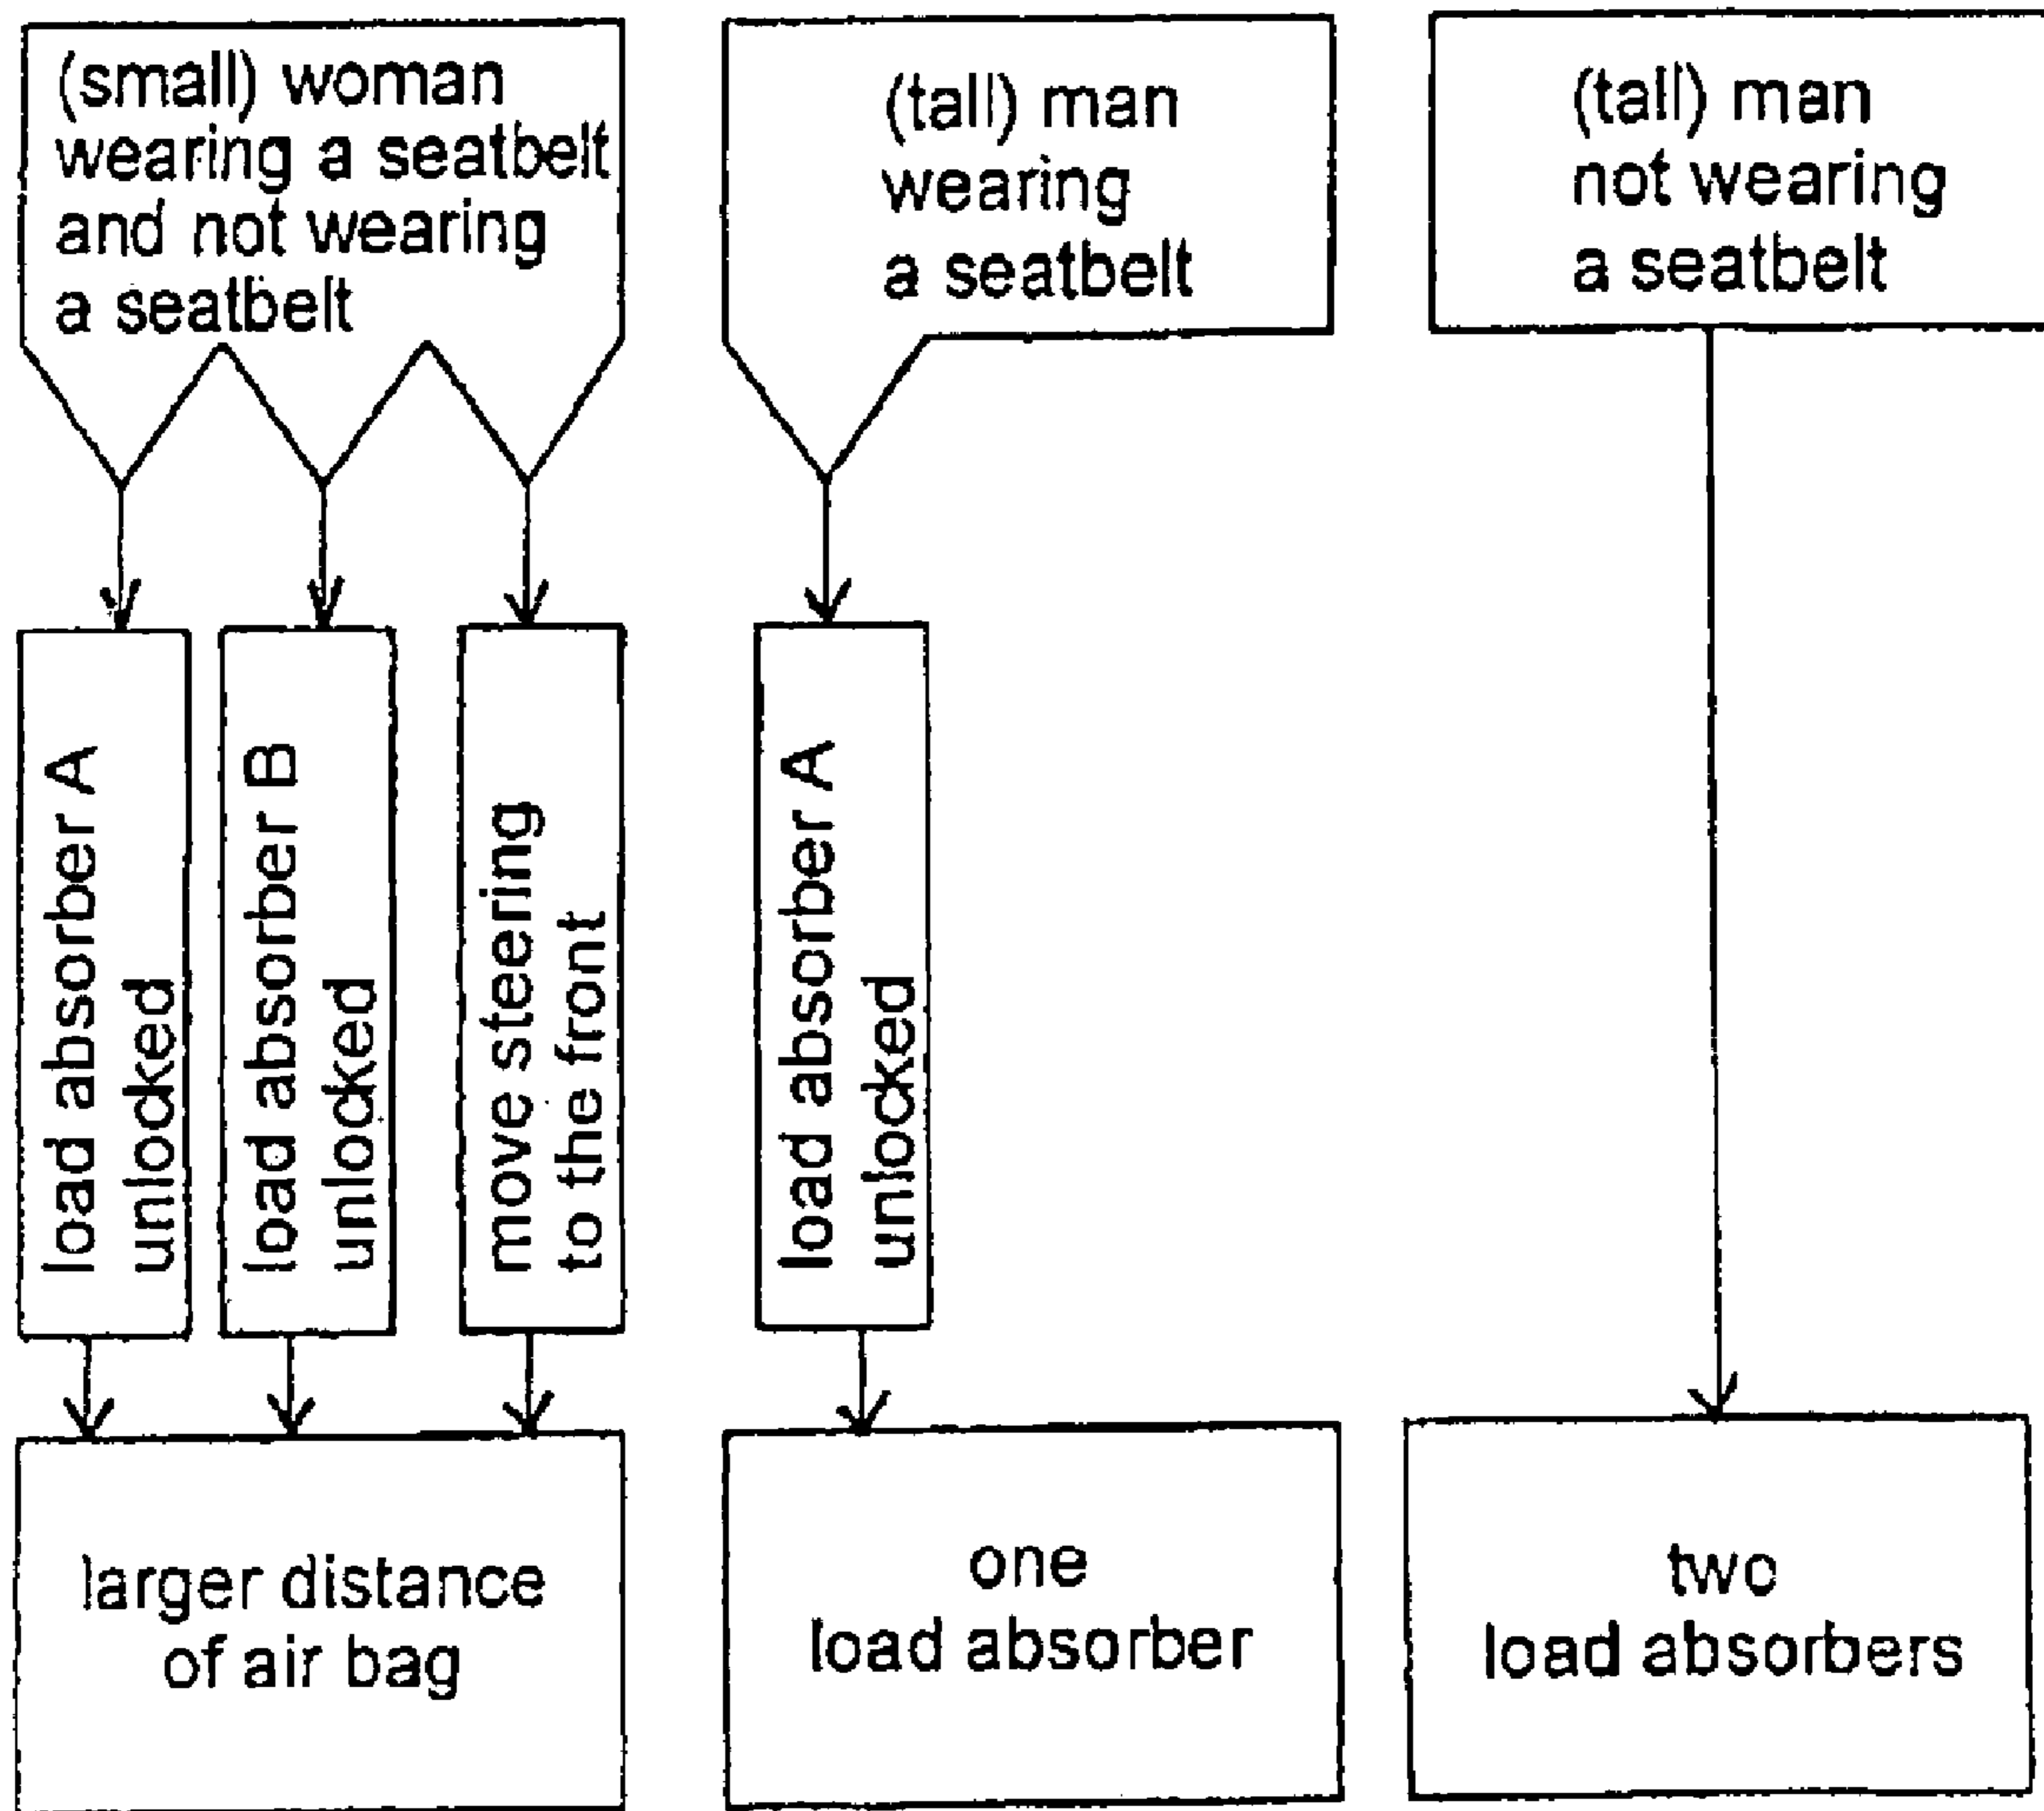 (small) woman
wearing a seatbelt
and not wearing
a seatbelt
(tall) man
wearing
a seatbelt
(tall) man
not wearing
a seatbelt
load absorber A
unlocked
load absorber B
unlocked
move steering
to the front
load absorber A
unlocked
larger distance
of air bag
one
load absorber
two
load absorbers